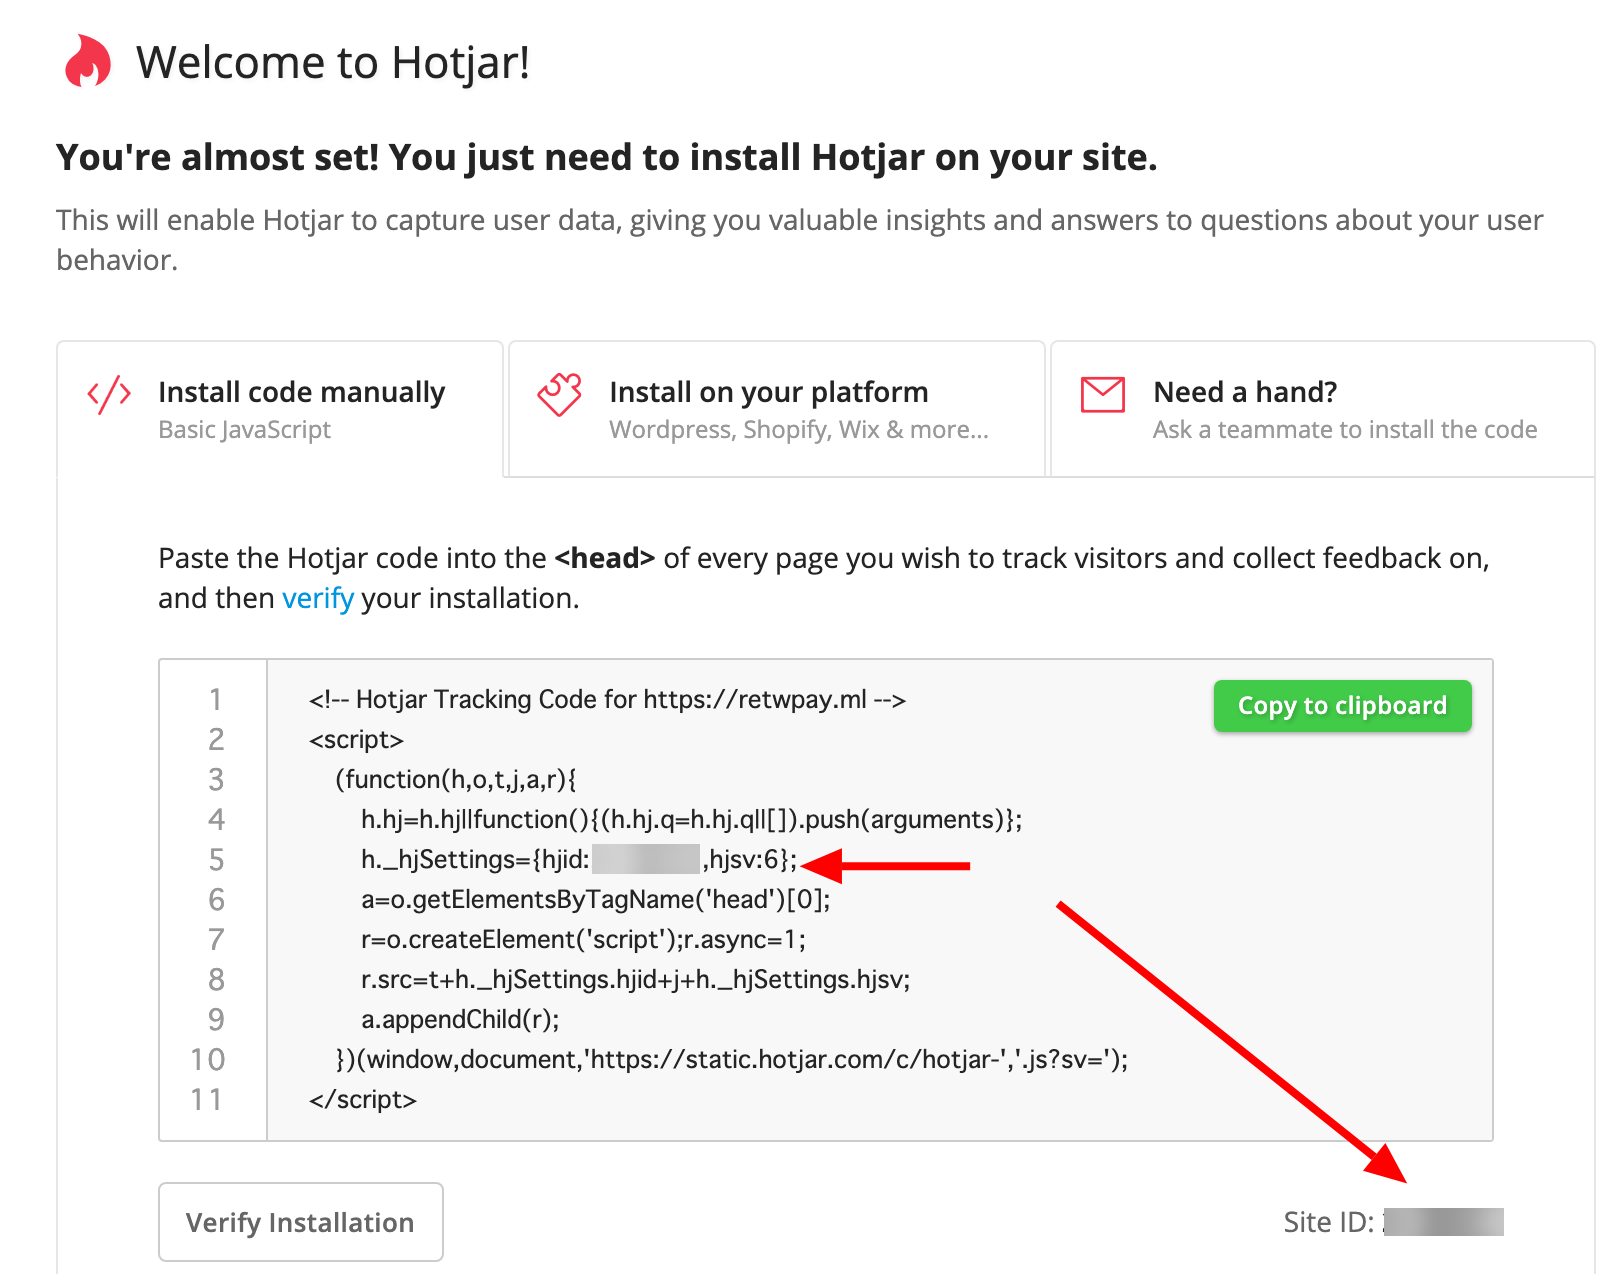 Welcome to Hotjar!
You're almost set! You just need to install Hotjar on your site.
This will enable Hotjar to capture user data, giving you valuable insights and answers to questions about your user
behavior.
Install code manually
Basic JavaScript
Install on your platform
Wordpress, Shopify, Wix & more...
Need a hand?
Ask a teammate to install the code
Paste the Hotjar code into the <head> of every page you wish to track visitors and collect feedback on,
and then verify your installation.
Copy to clipboard
1 <!-- Hotjar Tracking Code for https://retwpay.ml -->
2 <script>
3 (function(h,o,t,j,a,r){
4 h.hj=h.hj||function(){(h.hj.q=h.hj.q||[]).push(arguments)};
5 h._hjSettings={hjid: ,hjsv:6};
6 a=o.getElementsByTagName('head')[0];
7 r=o.createElement('script');r.async=1;
8 r.src=t+h._hjSettings.hjid+j+h._hjSettings.hjsv;
9 a.appendChild(r);
10 })(window,document,'https://static.hotjar.com/c/hotjar-','.js?sv=');
11 </script>
Verify Installation
Site ID: